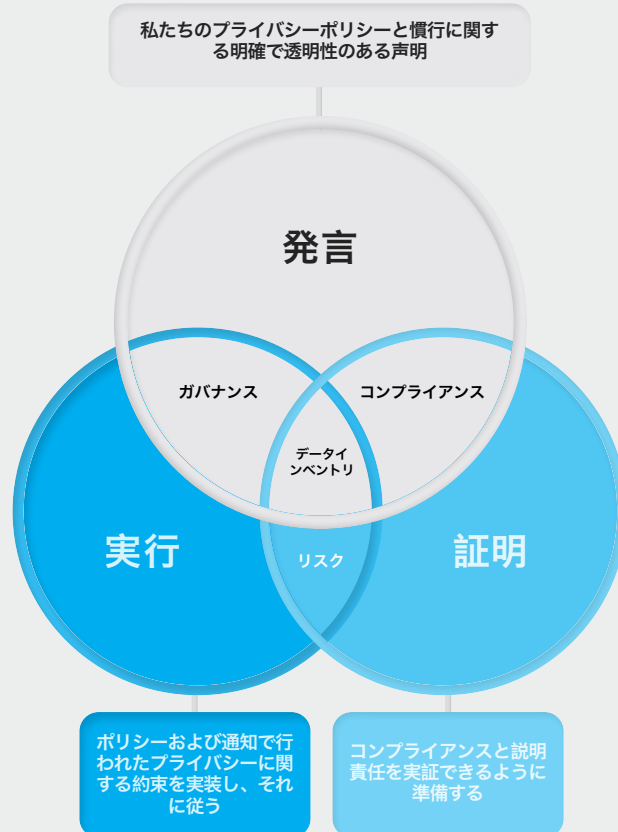 私たちのプライバシーポリシーと慣行に関す
る明確で透明性のある声明
発言
ガバナンス
コンプライアンス
データイ
ンベントリ
実行
リスク
証明
ポリシーおよび通知で行
われたプライバシーに関
する約束を実装し、それ
に従う
コンプライアンスと説明
責任を実証できるように
準備する